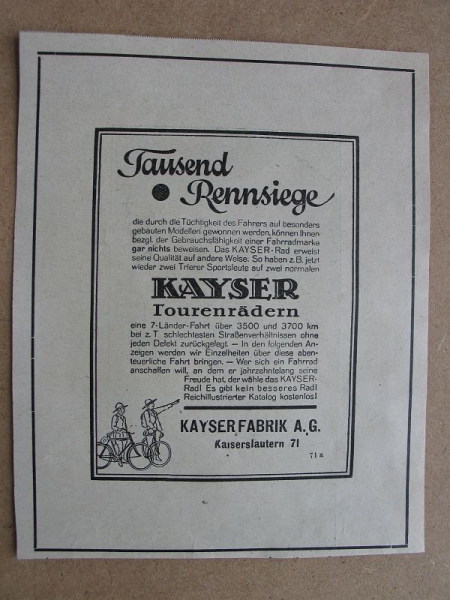 Tausend
Rennsiege
die durch die Tüchtigkeit des Fahrers auf besonders
gebauten Modellen gewonnen werden, können Ihnen
bezgl. der Gebrauchsfähigkeit einer Fahrradmarke
gar nichts beweisen. Das KAYSER-Rad erweist
seine Qualität auf andere Weise. So haben z.B. jetzt
wieder zwei Trierer Sportsleute auf zwei normalen
KAYSER
Tourenrädern
eine 7-Länder-Fahrt über 3500 und 3700 km
bei z. T schlechtesten Straßenverhältnissen ohne
jeden Defekt zurückgelegt — In den folgenden An-
zeigen werden wir Einzelheiten über diese aben-
teuerliche Fahrt bringen. — Wer sich ein Fahrrad
anschaffen will, an dem er jahrzehntelang seine
Freude hat, der wähle das KAYSER-
Rad! Es gibt kein besseres Rad!
Reichillustrierter Katalog kostenlos!
KAYSERFABRIK A.G.
Kaiserslautern 71
71a